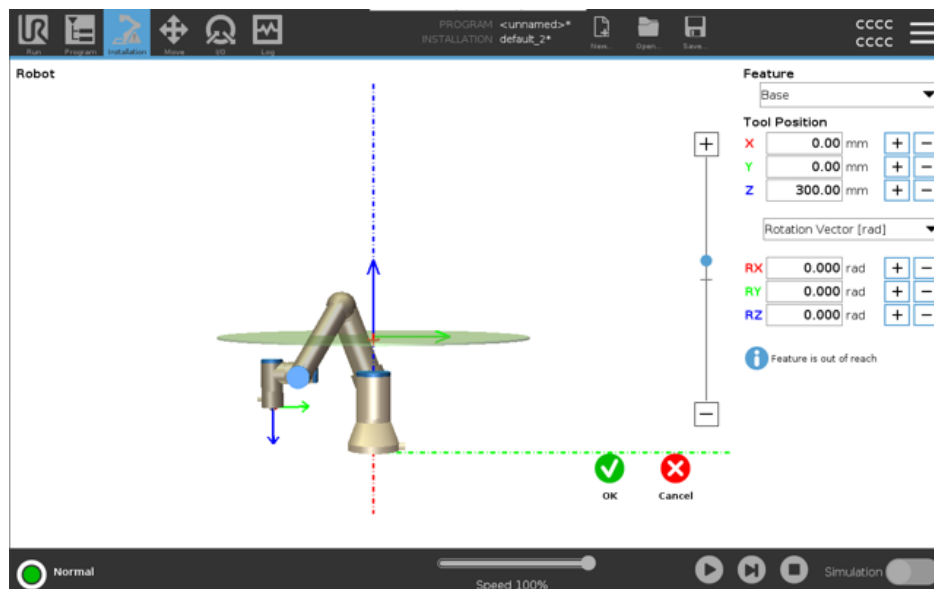 UR
Run
Program
Installation
Move
I/O
Log
PROGRAM <unnamed>*
INSTALLATION default_2*
New...
Open...
Save...
CCCC
CCCC
Robot
Feature
Base
Tool Position
X 0.00 mm + −
Y 0.00 mm + −
Z 300.00 mm + −
Rotation Vector [rad]
RX 0.000 rad + −
RY 0.000 rad + −
RZ 0.000 rad + −
i Feature is out of reach
+
−
OK
Cancel
Normal
Speed 100%
Simulation